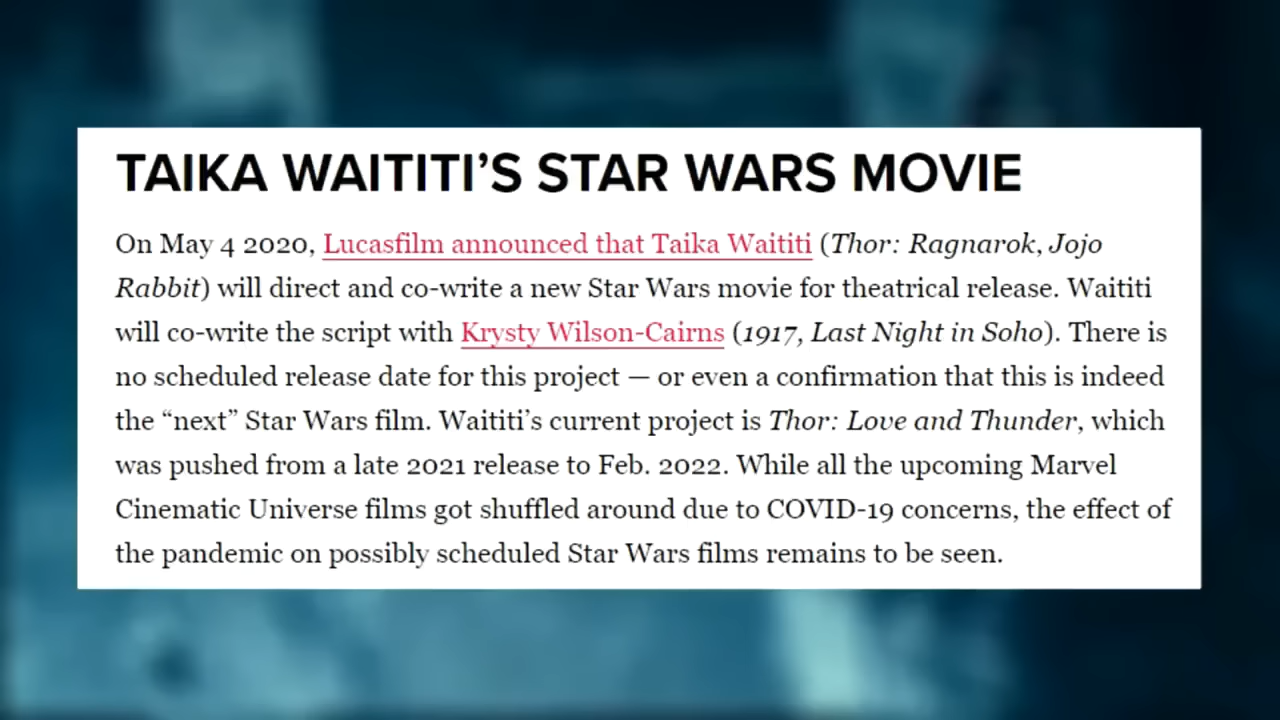 TAIKA WAITITI’S STAR WARS MOVIE
On May 4 2020, Lucasfilm announced that Taika Waititi (Thor: Ragnarok, Jojo
Rabbit) will direct and co-write a new Star Wars movie for theatrical release. Waititi
will co-write the script with Krysty Wilson-Cairns (1917, Last Night in Soho). There is
no scheduled release date for this project — or even a confirmation that this is indeed
the “next” Star Wars film. Waititi’s current project is Thor: Love and Thunder, which
was pushed from a late 2021 release to Feb. 2022. While all the upcoming Marvel
Cinematic Universe films got shuffled around due to COVID-19 concerns, the effect of
the pandemic on possibly scheduled Star Wars films remains to be seen.